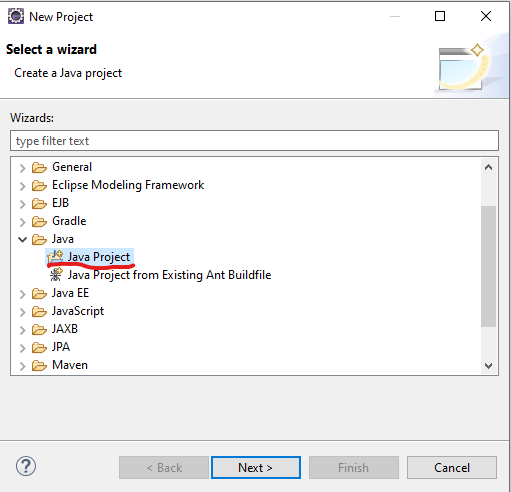 New Project
Select a wizard
Create a Java project
Wizards:
type filter text
General
Eclipse Modeling Framework
EJB
Gradle
Java
Java Project
Java Project from Existing Ant Buildfile
Java EE
JavaScript
JAXB
JPA
Maven
? < Back Next > Finish Cancel